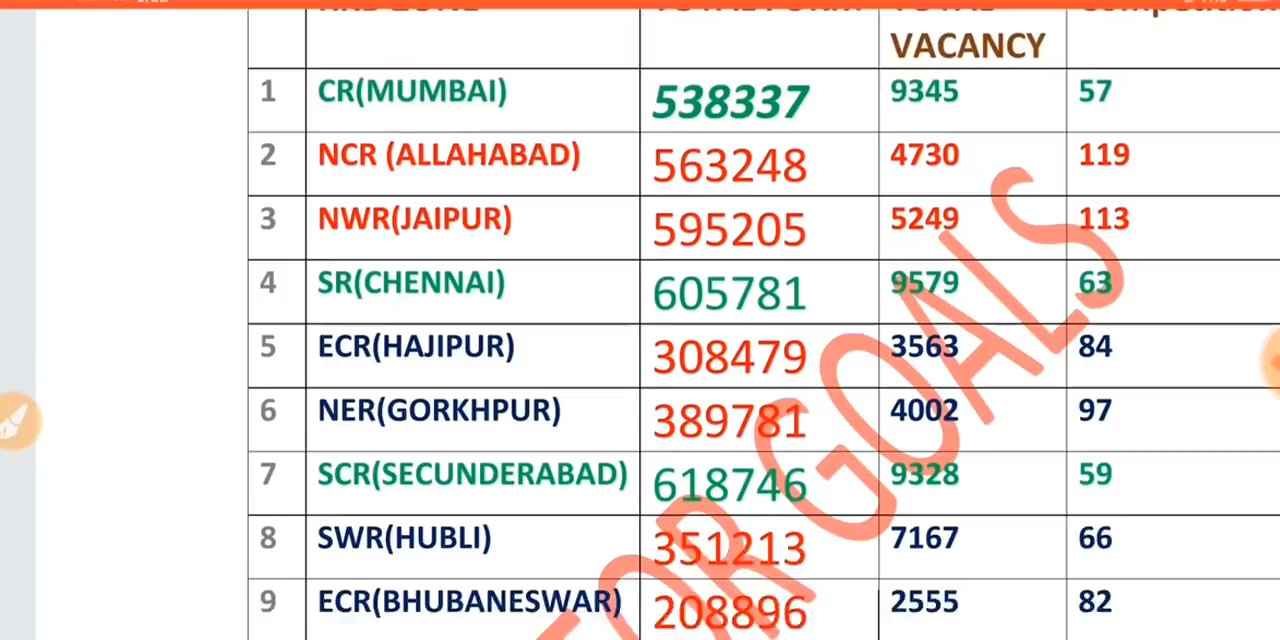 VACANCY
1 CR(MUMBAI) 538337 9345 57
2 NCR (ALLAHABAD) 563248 4730 119
3 NWR(JAIPUR) 595205 5249 113
4 SR(CHENNAI) 605781 9579 63
5 ECR(HAJIPUR) 308479 3563 84
6 NER(GORKHPUR) 389781 4002 97
7 SCR(SECUNDERABAD) 618746 9328 59
8 SWR(HUBLI) 351213 7167 66
9 ECR(BHUBANESWAR) 208896 2555 82
FOR GOALS